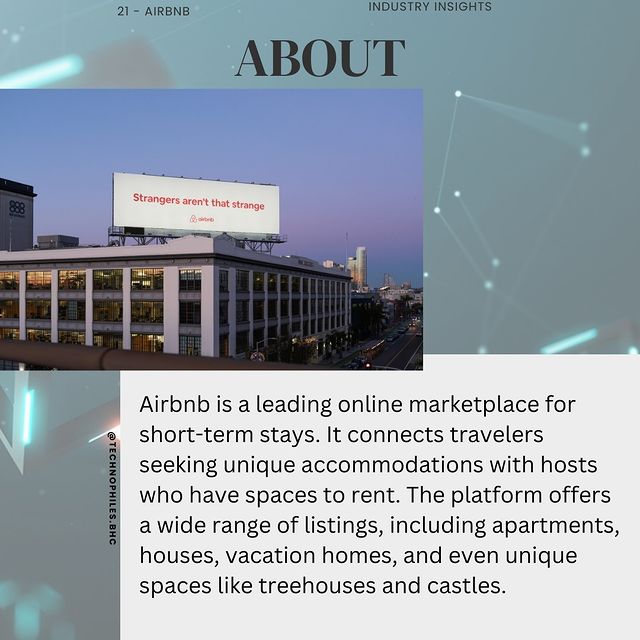 21 - AIRBNB
INDUSTRY INSIGHTS
ABOUT
Strangers aren't that strange
airbnb
888
Airbnb is a leading online marketplace for
short-term stays. It connects travelers
seeking unique accommodations with hosts
who have spaces to rent. The platform offers
a wide range of listings, including apartments,
houses, vacation homes, and even unique
spaces like treehouses and castles.
@TECHNOPHILES.BHC